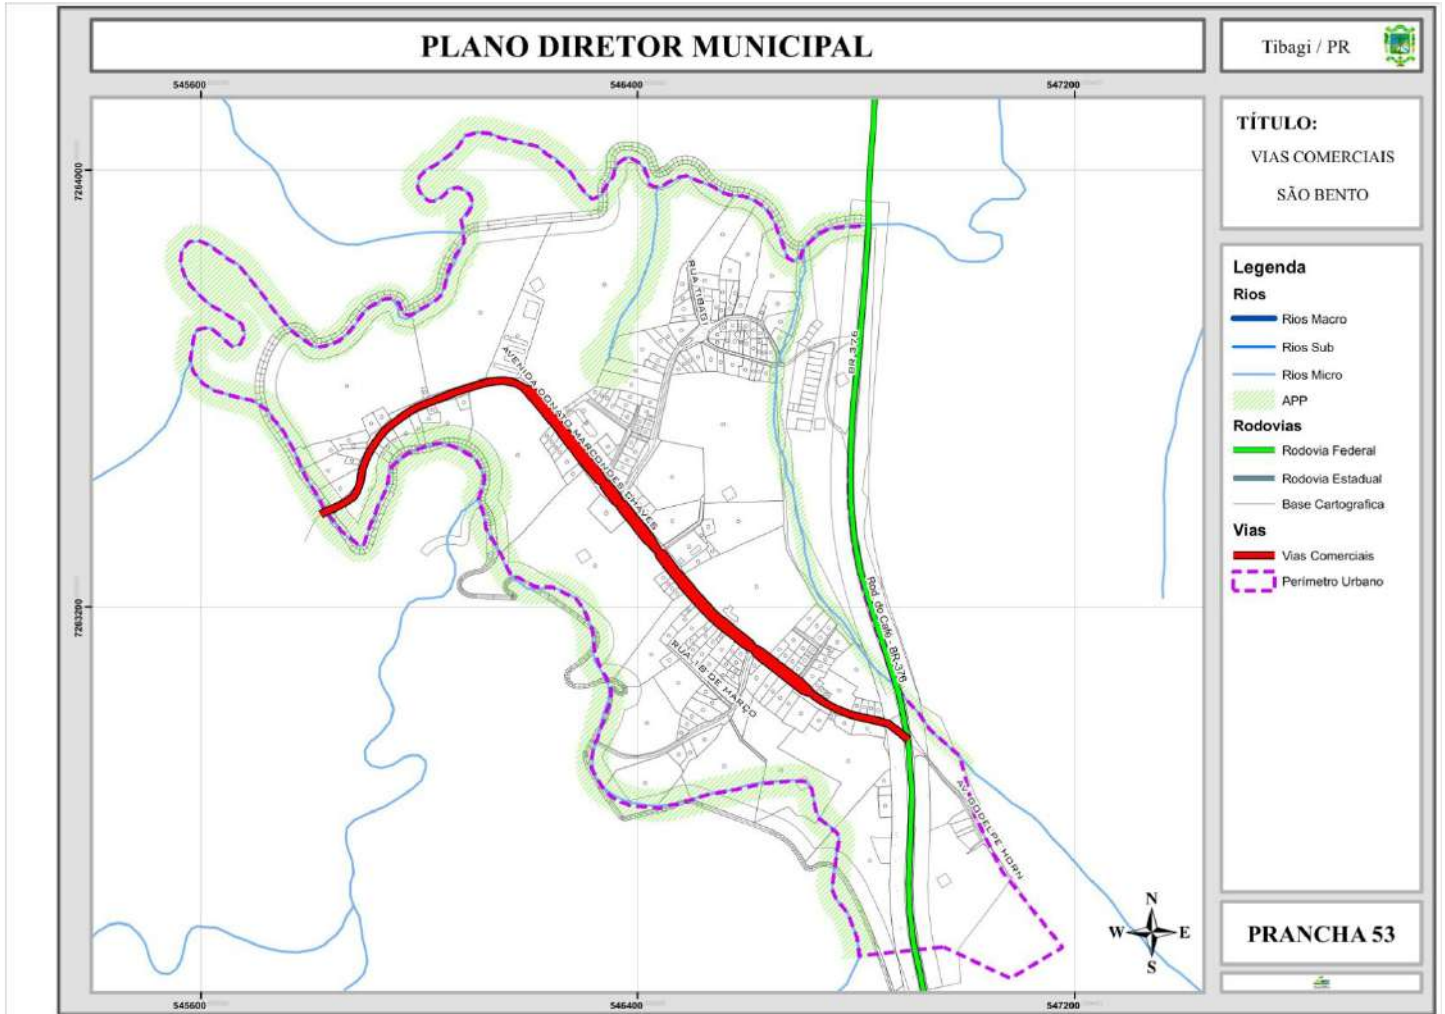 PLANO DIRETOR MUNICIPAL
Tibagi / PR
TÍTULO:
VIAS COMERCIAIS
SÃO BENTO
545600
546400
547200
7264000
7263200
RUA TIBAGI
BR 376
AVENIDA DONATO MARCONDES CHAVES
Rod. do Café - BR-376
RUA 18 DE MARÇO
AV. GODELPE HORN
545600
546400
547200
N
W
E
S
Legenda
Rios
Rios Macro
Rios Sub
Rios Micro
APP
Rodovias
Rodovia Federal
Rodovia Estadual
Base Cartografica
Vias
Vias Comerciais
Perímetro Urbano
PRANCHA 53